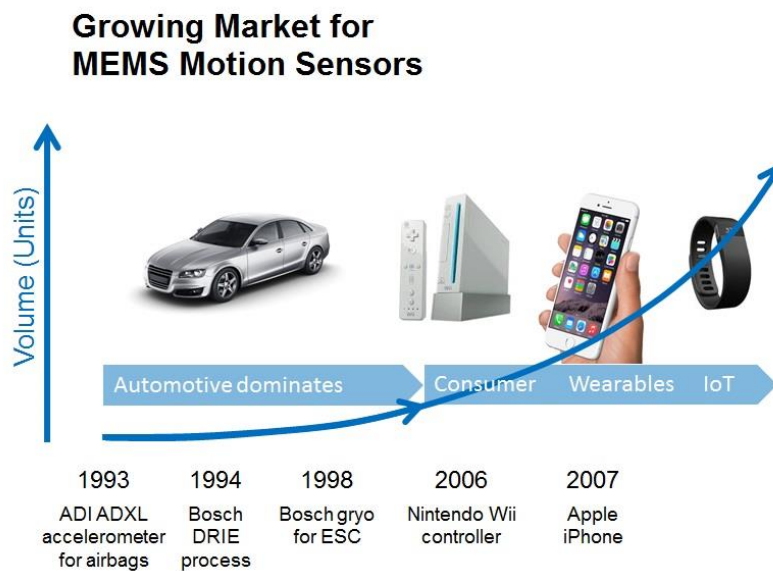 Growing Market for
MEMS Motion Sensors
Volume (Units)
Automotive dominates
Consumer
Wearables
IoT
1993
ADI ADXL
accelerometer
for airbags
1994
Bosch
DRIE
process
1998
Bosch gryo
for ESC
2006
Nintendo Wii
controller
2007
Apple
iPhone